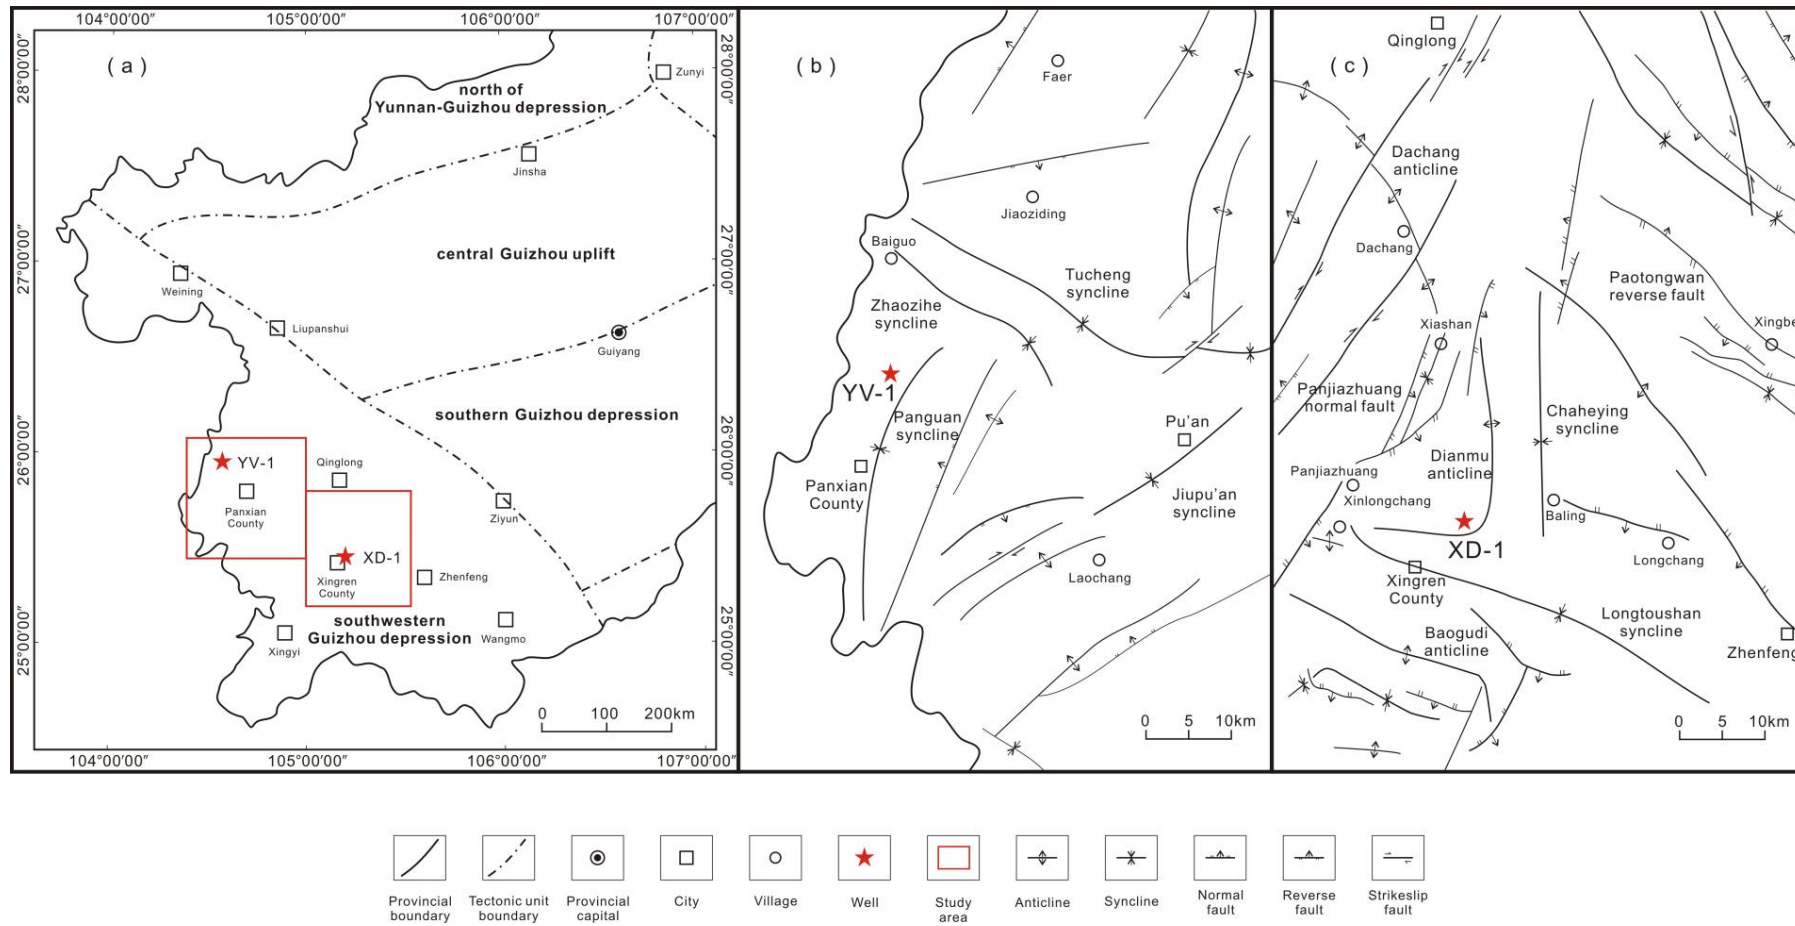 104°00′00″
105°00′00″
106°00′00″
107°00′00″
28°00′00″
27°00′00″
26°00′00″
25°00′00″
28°00′00″
27°00′00″
26°00′00″
25°00′00″
( a )
north of
Yunnan-Guizhou depression
Zunyi
Jinsha
central Guizhou uplift
Weining
Liupanshui
Guiyang
southern Guizhou depression
YV-1
Qinglong
Panxian
County
Ziyun
XD-1
Xingren
County
Zhenfeng
southwestern
Guizhou depression
Wangmo
Xingyi
0 100 200km
104°00′00″
105°00′00″
106°00′00″
107°00′00″
( b )
Faer
Jiaoziding
Baiguo
Tucheng
syncline
Zhaozihe
syncline
YV-1
Panguan
syncline
Pu'an
Panxian
County
Jiupu'an
syncline
Laochang
0 5 10km
( c )
Qinglong
Dachang
anticline
Dachang
Paotongwan
reverse fault
Xiashan
Xingbe
Panjiazhuang
normal fault
Chaheying
syncline
Dianmu
anticline
Panjiazhuang
Xinlongchang
Baling
XD-1
Longchang
Xingren
County
Longtoushan
syncline
Baogudi
anticline
Zhenfeng
0 5 10km
Provincial
boundary
Tectonic unit
boundary
Provincial
capital
City
Village
Well
Study
area
Anticline
Syncline
Normal
fault
Reverse
fault
Strikeslip
fault